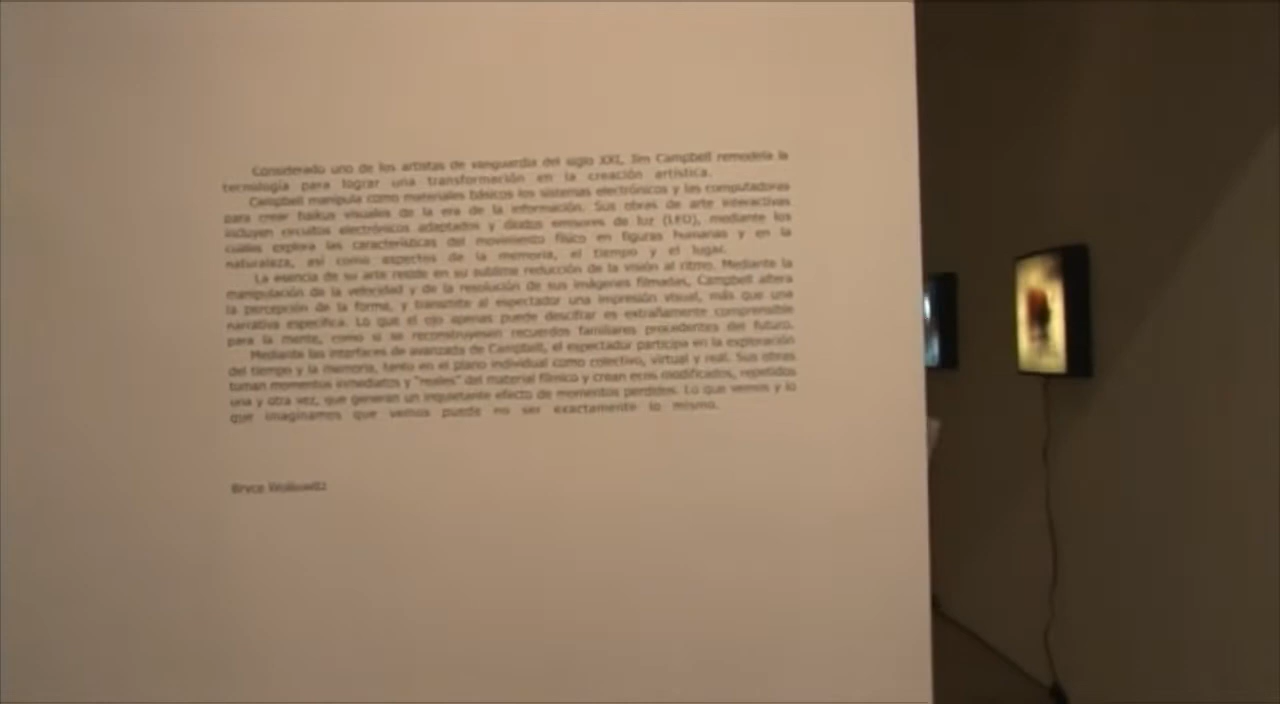 Considerado uno de los artistas de vanguardia del siglo XXI, Jim Campbell remodela la
tecnología para lograr una transformación en la creación artística.
Campbell manipula como materiales básicos los sistemas electrónicos y las computadoras
para crear haikus visuales de la era de la información. Sus obras de arte interactivas
incluyen circuitos electrónicos adaptados y diodos emisores de luz (LED), mediante los
cuales explora las características del movimiento físico en figuras humanas y en la
naturaleza, así como aspectos de la memoria, el tiempo y el lugar.
La esencia de su arte reside en su sublime reducción de la visión al ritmo. Mediante la
manipulación de la velocidad y de la resolución de sus imágenes filmadas, Campbell altera
la percepción de la forma, y transmite al espectador una impresión visual, más que una
narrativa específica. Lo que el ojo apenas puede descifrar es extrañamente comprensible
para la mente, como si se reconstruyesen recuerdos familiares procedentes del futuro.
Mediante las interfaces de avanzada de Campbell, el espectador participa en la exploración
del tiempo y la memoria, tanto en el plano individual como colectivo, virtual y real. Sus obras
toman momentos inmediatos y "reales" del material fílmico y crean ecos modificados, repetidos
una y otra vez, que generan un inquietante efecto de momentos perdidos. Lo que vemos y lo
que imaginamos que vemos puede no ser exactamente lo mismo.
Bryce Wolkowitz